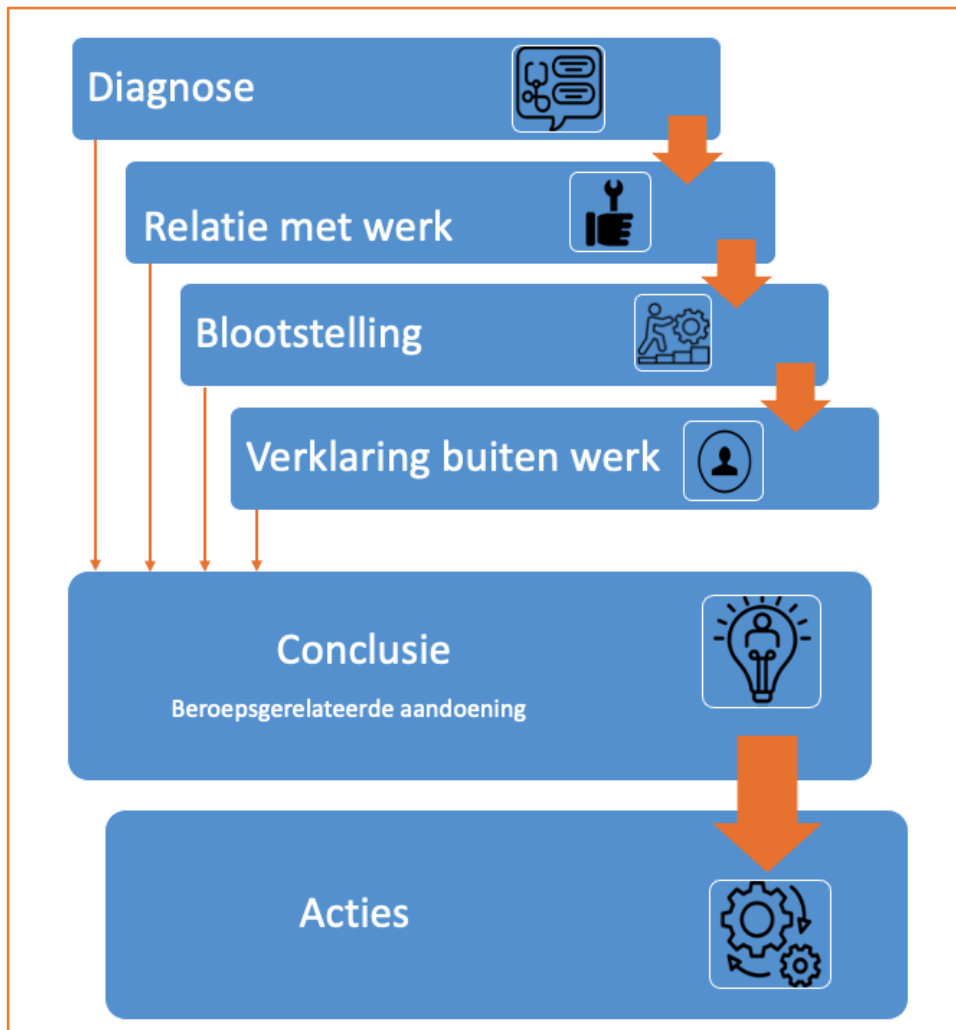 Diagnose
Relatie met werk
Blootstelling
Verklaring buiten werk
Conclusie
Beroepsgerelateerde aandoening
Acties